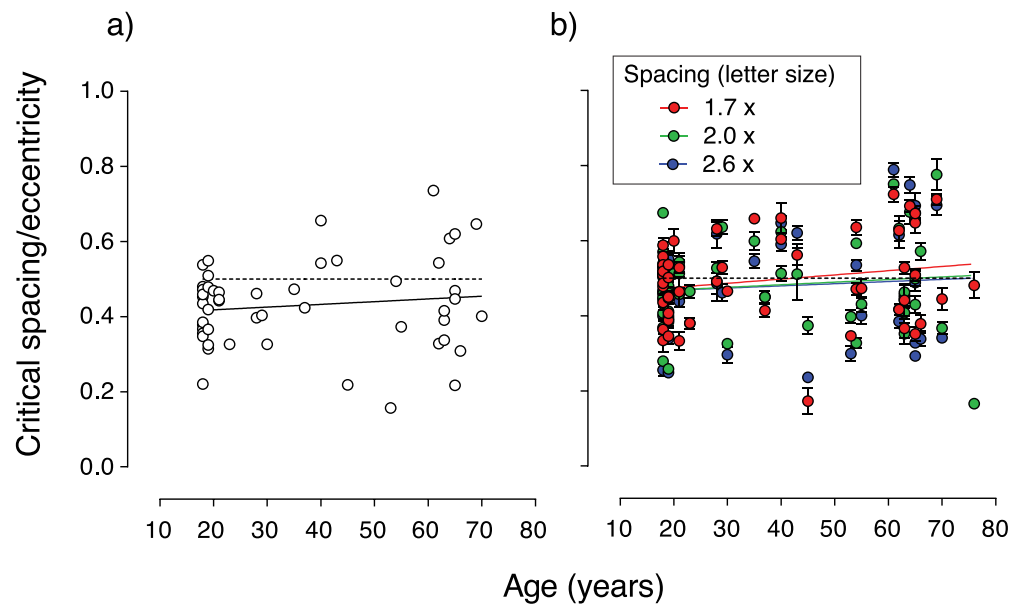 a)
b)
Critical spacing/eccentricity
1.0
0.8
0.6
0.4
0.2
0.0
10 20 30 40 50 60 70 80
Spacing (letter size)
1.7 x
2.0 x
2.6 x
10 20 30 40 50 60 70 80
Age (years)